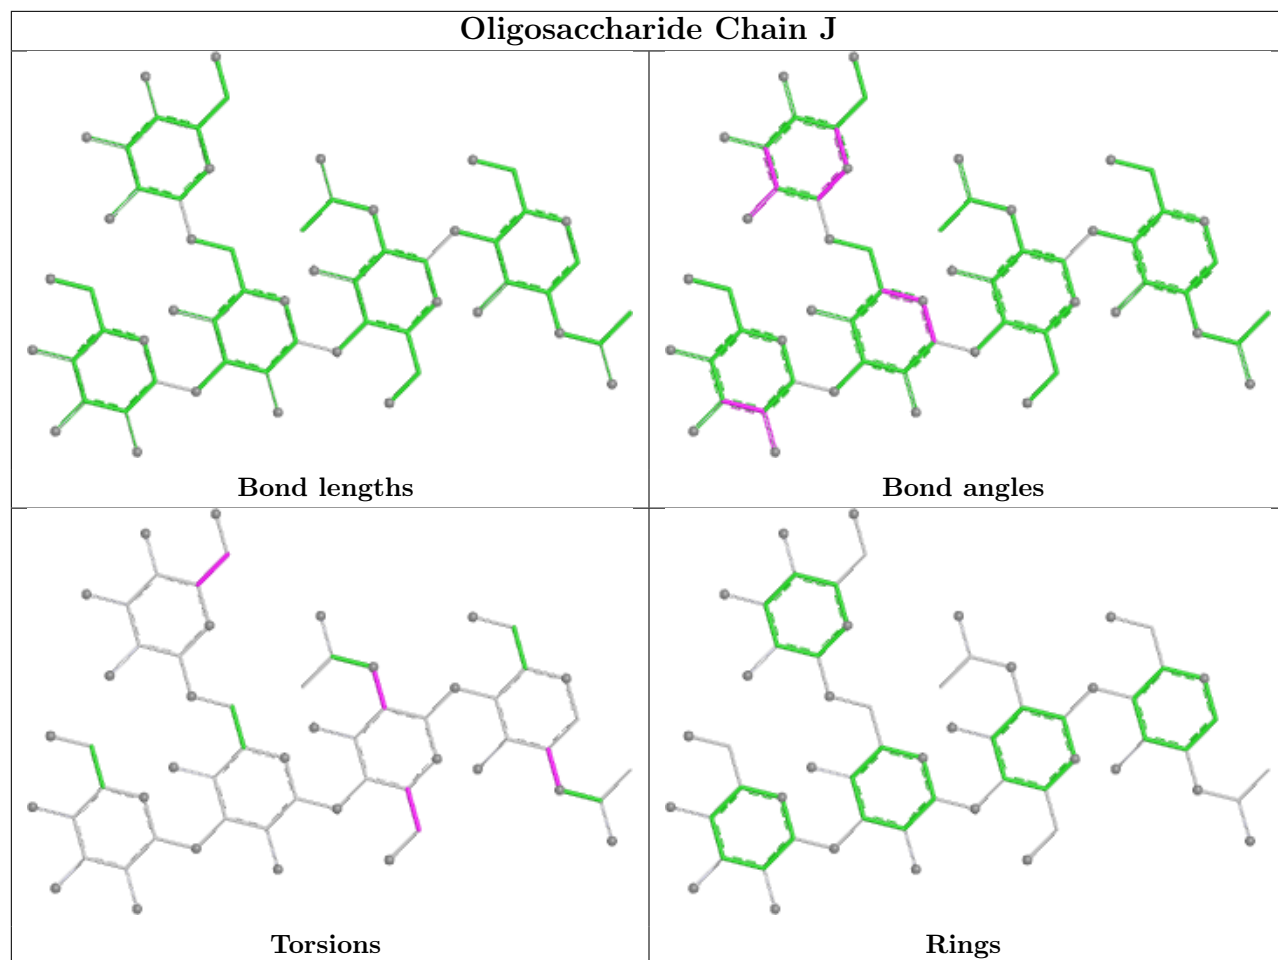 Oligosaccharide Chain J
Bond lengths
Bond angles
Torsions
Rings